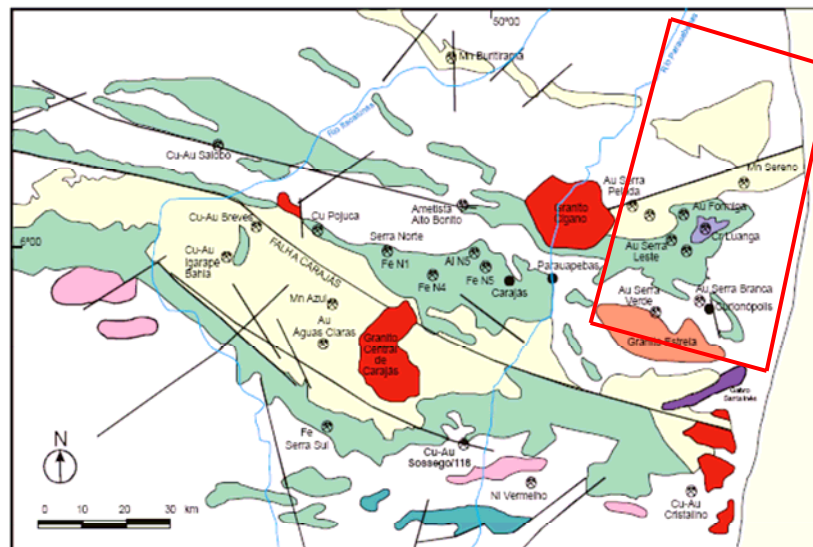 50°00
Rio Parauapebas
Mn Buritirama
Rio Itacaiunas
Cu-Au Salobo
Mn Sereno
Au Serra
Pelada
Granito
Cigano
Ametista
Alto Bonito
Au Formiga
Cu-Au Breves
Cu Pojuca
Cr Luanga
6°00
Serra Norte
Au Serra
Leste
Cu-Au
Igarapé
Bahia
FALHA CARAJÁS
Fe N1
Al N5
Parauapebas
Fe N4
Fe N5
Carajás
Au Serra Branca
Au Serra
Verde
Curionópolis
Mn Azul
Au
Aguas Claras
Granito
Central
de
Carajás
Granito Estrela
Gabro
Santa Inês
Fe
Serra Sul
N
Cu-Au
Sossego/118
Ni Vermelho
Cu-Au
Cristalino
0 10 20 30 km